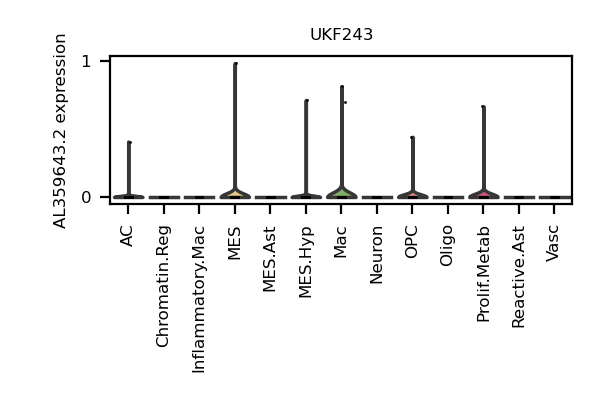 UKF243
AL359643.2 expression
1
0
AC
Chromatin.Reg
Inflammatory.Mac
MES
MES.Ast
MES.Hyp
Mac
Neuron
OPC
Oligo
Prolif.Metab
Reactive.Ast
Vasc